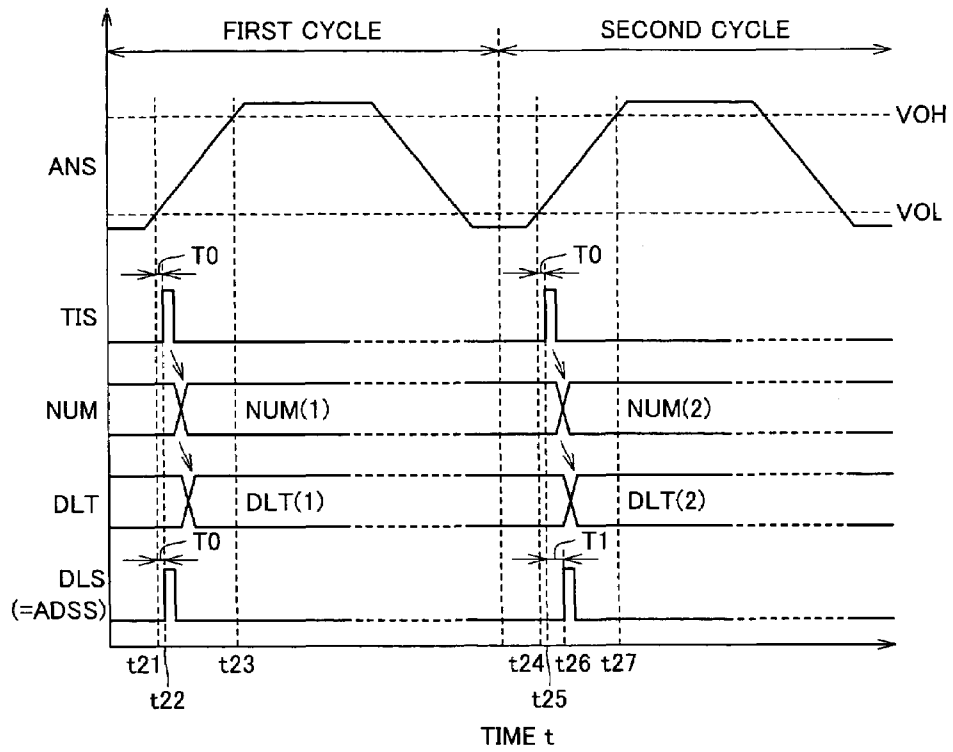 FIRST CYCLE
SECOND CYCLE
VOH
ANS
VOL
T0
T0
TIS
NUM
NUM(1)
NUM(2)
DLT
DLT(1)
DLT(2)
T0
T1
DLS
(=ADSS)
t21
t23
t24
t26
t27
t22
t25
TIME t